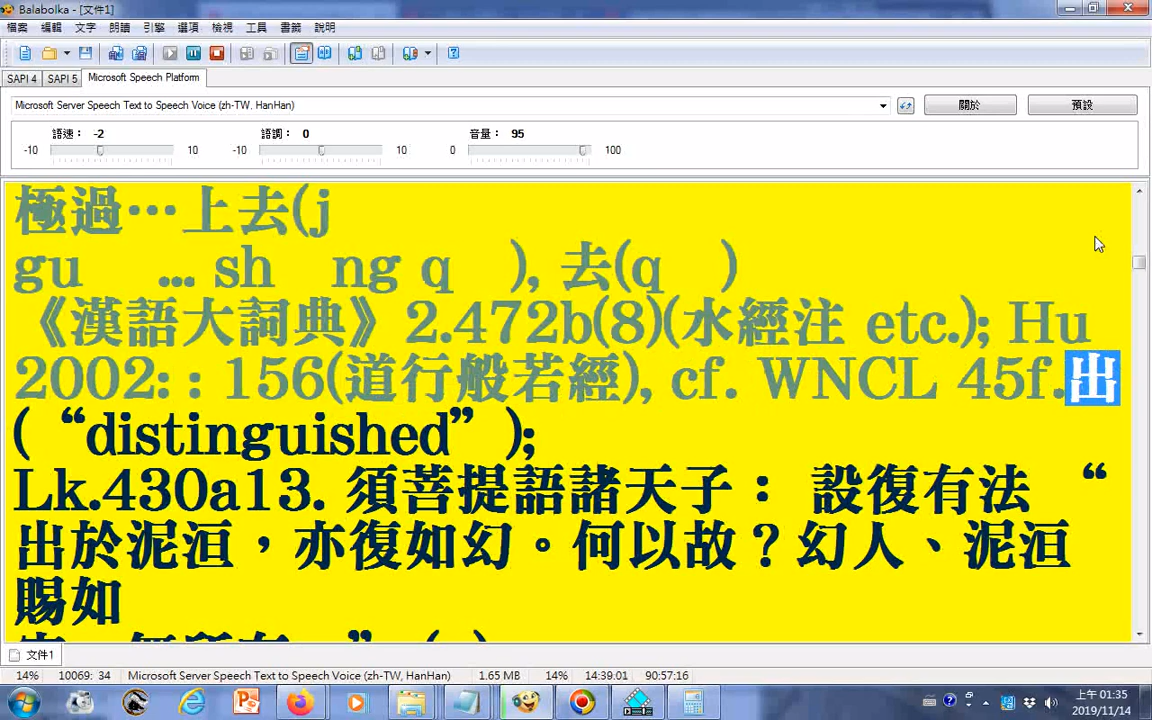 Balabolka - [文件1]
檔案 編輯 文字 朗讀 引擎 選項 檢視 工具 書籤 說明
SAPI 4 SAPI 5 Microsoft Speech Platform
Microsoft Server Speech Text to Speech Voice (zh-TW, HanHan)
關於 預設
語速： -2 語調： 0 音量： 95
-10 10 -10 10 0 100
極過…上去(j
gu ... sh ng q ), 去(q )
《漢語大詞典》2.472b(8)(水經注 etc.); Hu
2002: : 156(道行般若經), cf. WNCL 45f.出
(“distinguished”);
Lk.430a13. 須菩提語諸天子： 設復有法 “
出於泥洹，亦復如幻。何以故？幻人、泥洹
賜如
文件1
14% 10069: 34 Microsoft Server Speech Text to Speech Voice (zh-TW, HanHan) 1.65 MB 14% 14:39:01 90:57:16
上午 01:35
2019/11/14